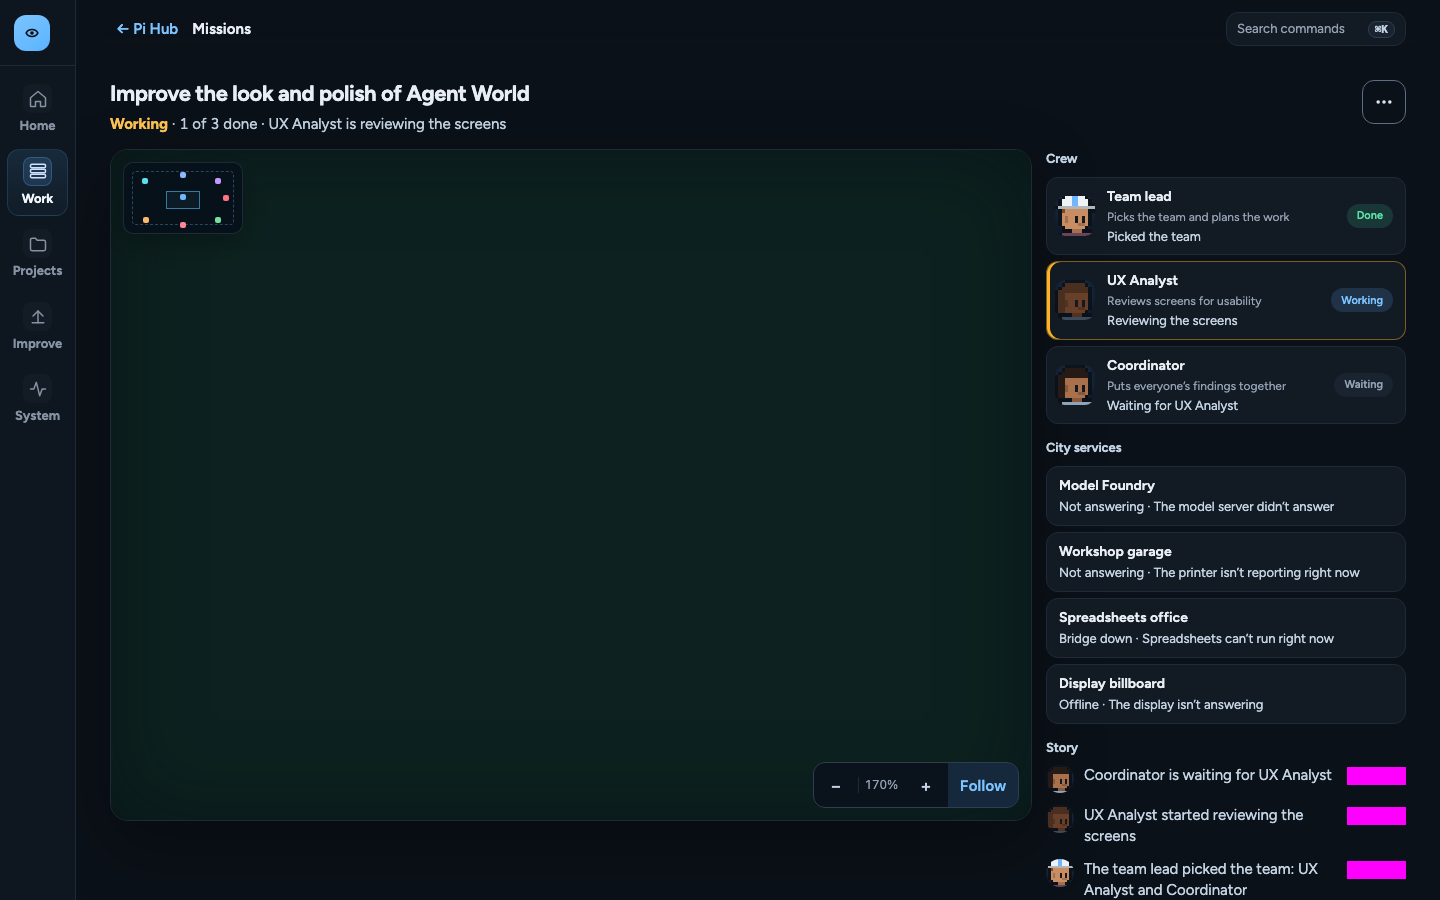 ← Pi Hub Missions
Search commands ⌘K
Home
Work
Projects
Improve
System
Improve the look and polish of Agent World
Working · 1 of 3 done · UX Analyst is reviewing the screens
− 170% + Follow
Crew
Team lead
Picks the team and plans the work
Picked the team
Done
UX Analyst
Reviews screens for usability
Reviewing the screens
Working
Coordinator
Puts everyone’s findings together
Waiting for UX Analyst
Waiting
City services
Model Foundry
Not answering · The model server didn’t answer
Workshop garage
Not answering · The printer isn’t reporting right now
Spreadsheets office
Bridge down · Spreadsheets can’t run right now
Display billboard
Offline · The display isn’t answering
Story
Coordinator is waiting for UX Analyst
UX Analyst started reviewing the
screens
The team lead picked the team: UX
Analyst and Coordinator